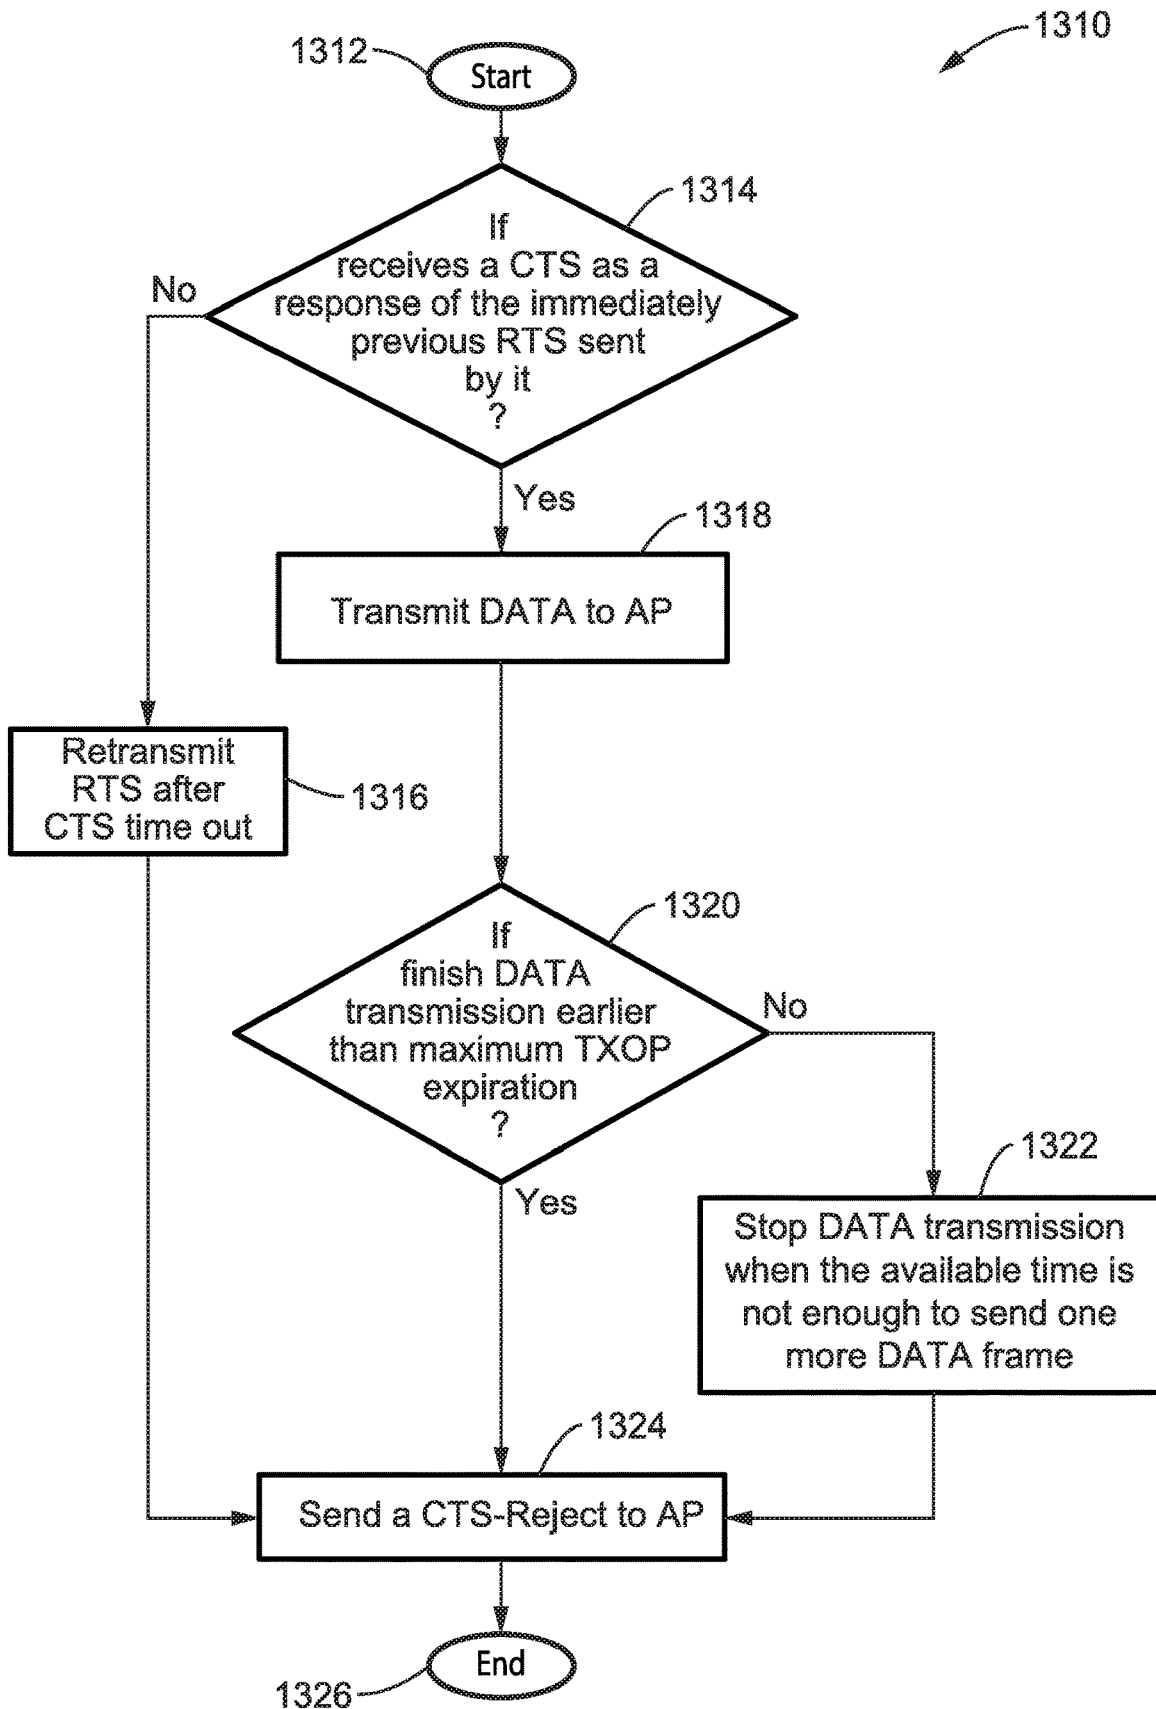 1310
1312
Start
1314
If
receives a CTS as a
response of the immediately
previous RTS sent
by it
?
No
Yes
1318
Transmit DATA to AP
Retransmit
RTS after
CTS time out
1316
1320
If
finish DATA
transmission earlier
than maximum TXOP
expiration
?
No
Yes
1322
Stop DATA transmission
when the available time is
not enough to send one
more DATA frame
1324
Send a CTS-Reject to AP
End
1326